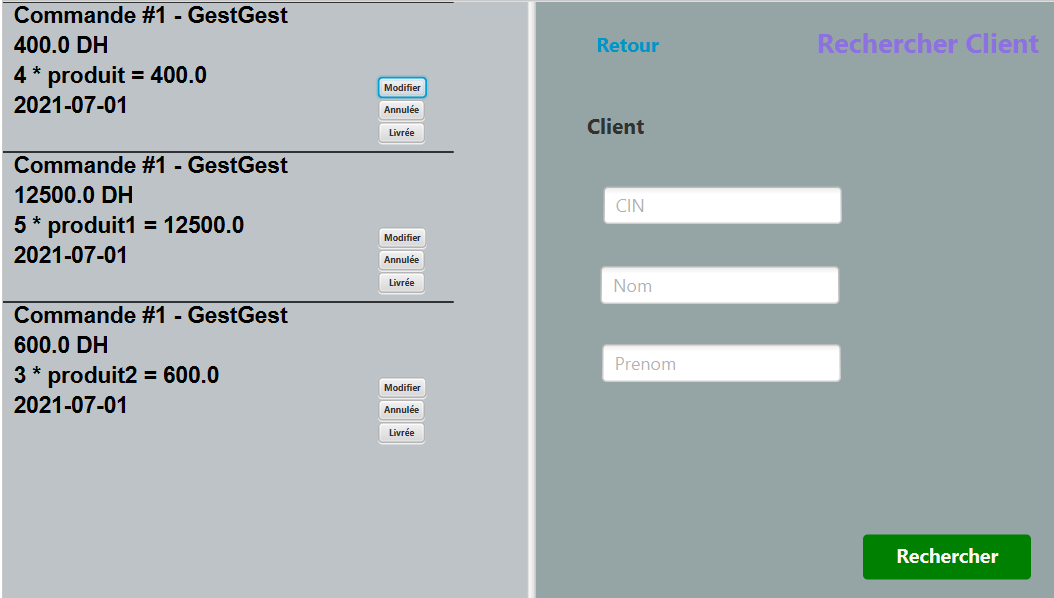 Commande #1 - GestGest
400.0 DH
4 * produit = 400.0
2021-07-01
Modifier
Annulée
Livrée
Commande #1 - GestGest
12500.0 DH
5 * produit1 = 12500.0
2021-07-01
Modifier
Annulée
Livrée
Commande #1 - GestGest
600.0 DH
3 * produit2 = 600.0
2021-07-01
Modifier
Annulée
Livrée
Retour
Rechercher Client
Client
CIN
Nom
Prenom
Rechercher